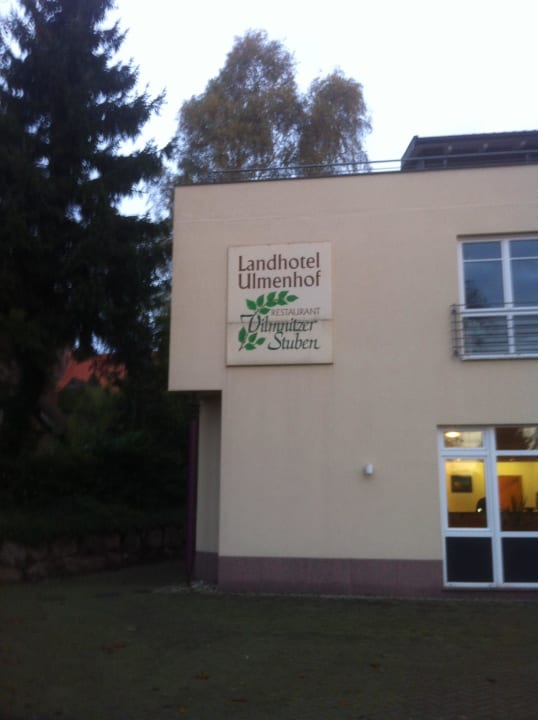 Landhotel
Ulmenhof
RESTAURANT
Vilmnitzer
Stuben